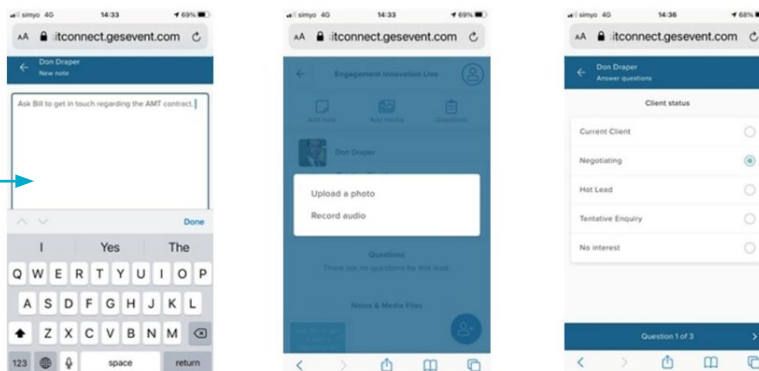 simyo 4G 14:33 69%
AA itconnect.gesevent.com
Don Draper
New note
Ask Bill to get in touch regarding the AMT contract.
Done
I Yes The
Q W E R T Y U I O P
A S D F G H J K L
Z X C V B N M
123 space return
simyo 4G 14:33 69%
AA itconnect.gesevent.com
Engagement Innovation Live
Add note Add media Questions
Don Draper
Upload a photo
Record audio
Questions
There are no questions for this lead
Notes & Media Files
simyo 4G 14:36 68%
AA itconnect.gesevent.com
Don Draper
Answer questions
Client status
Current Client
Negotiating
Hot Lead
Tentative Enquiry
No interest
Question 1 of 3